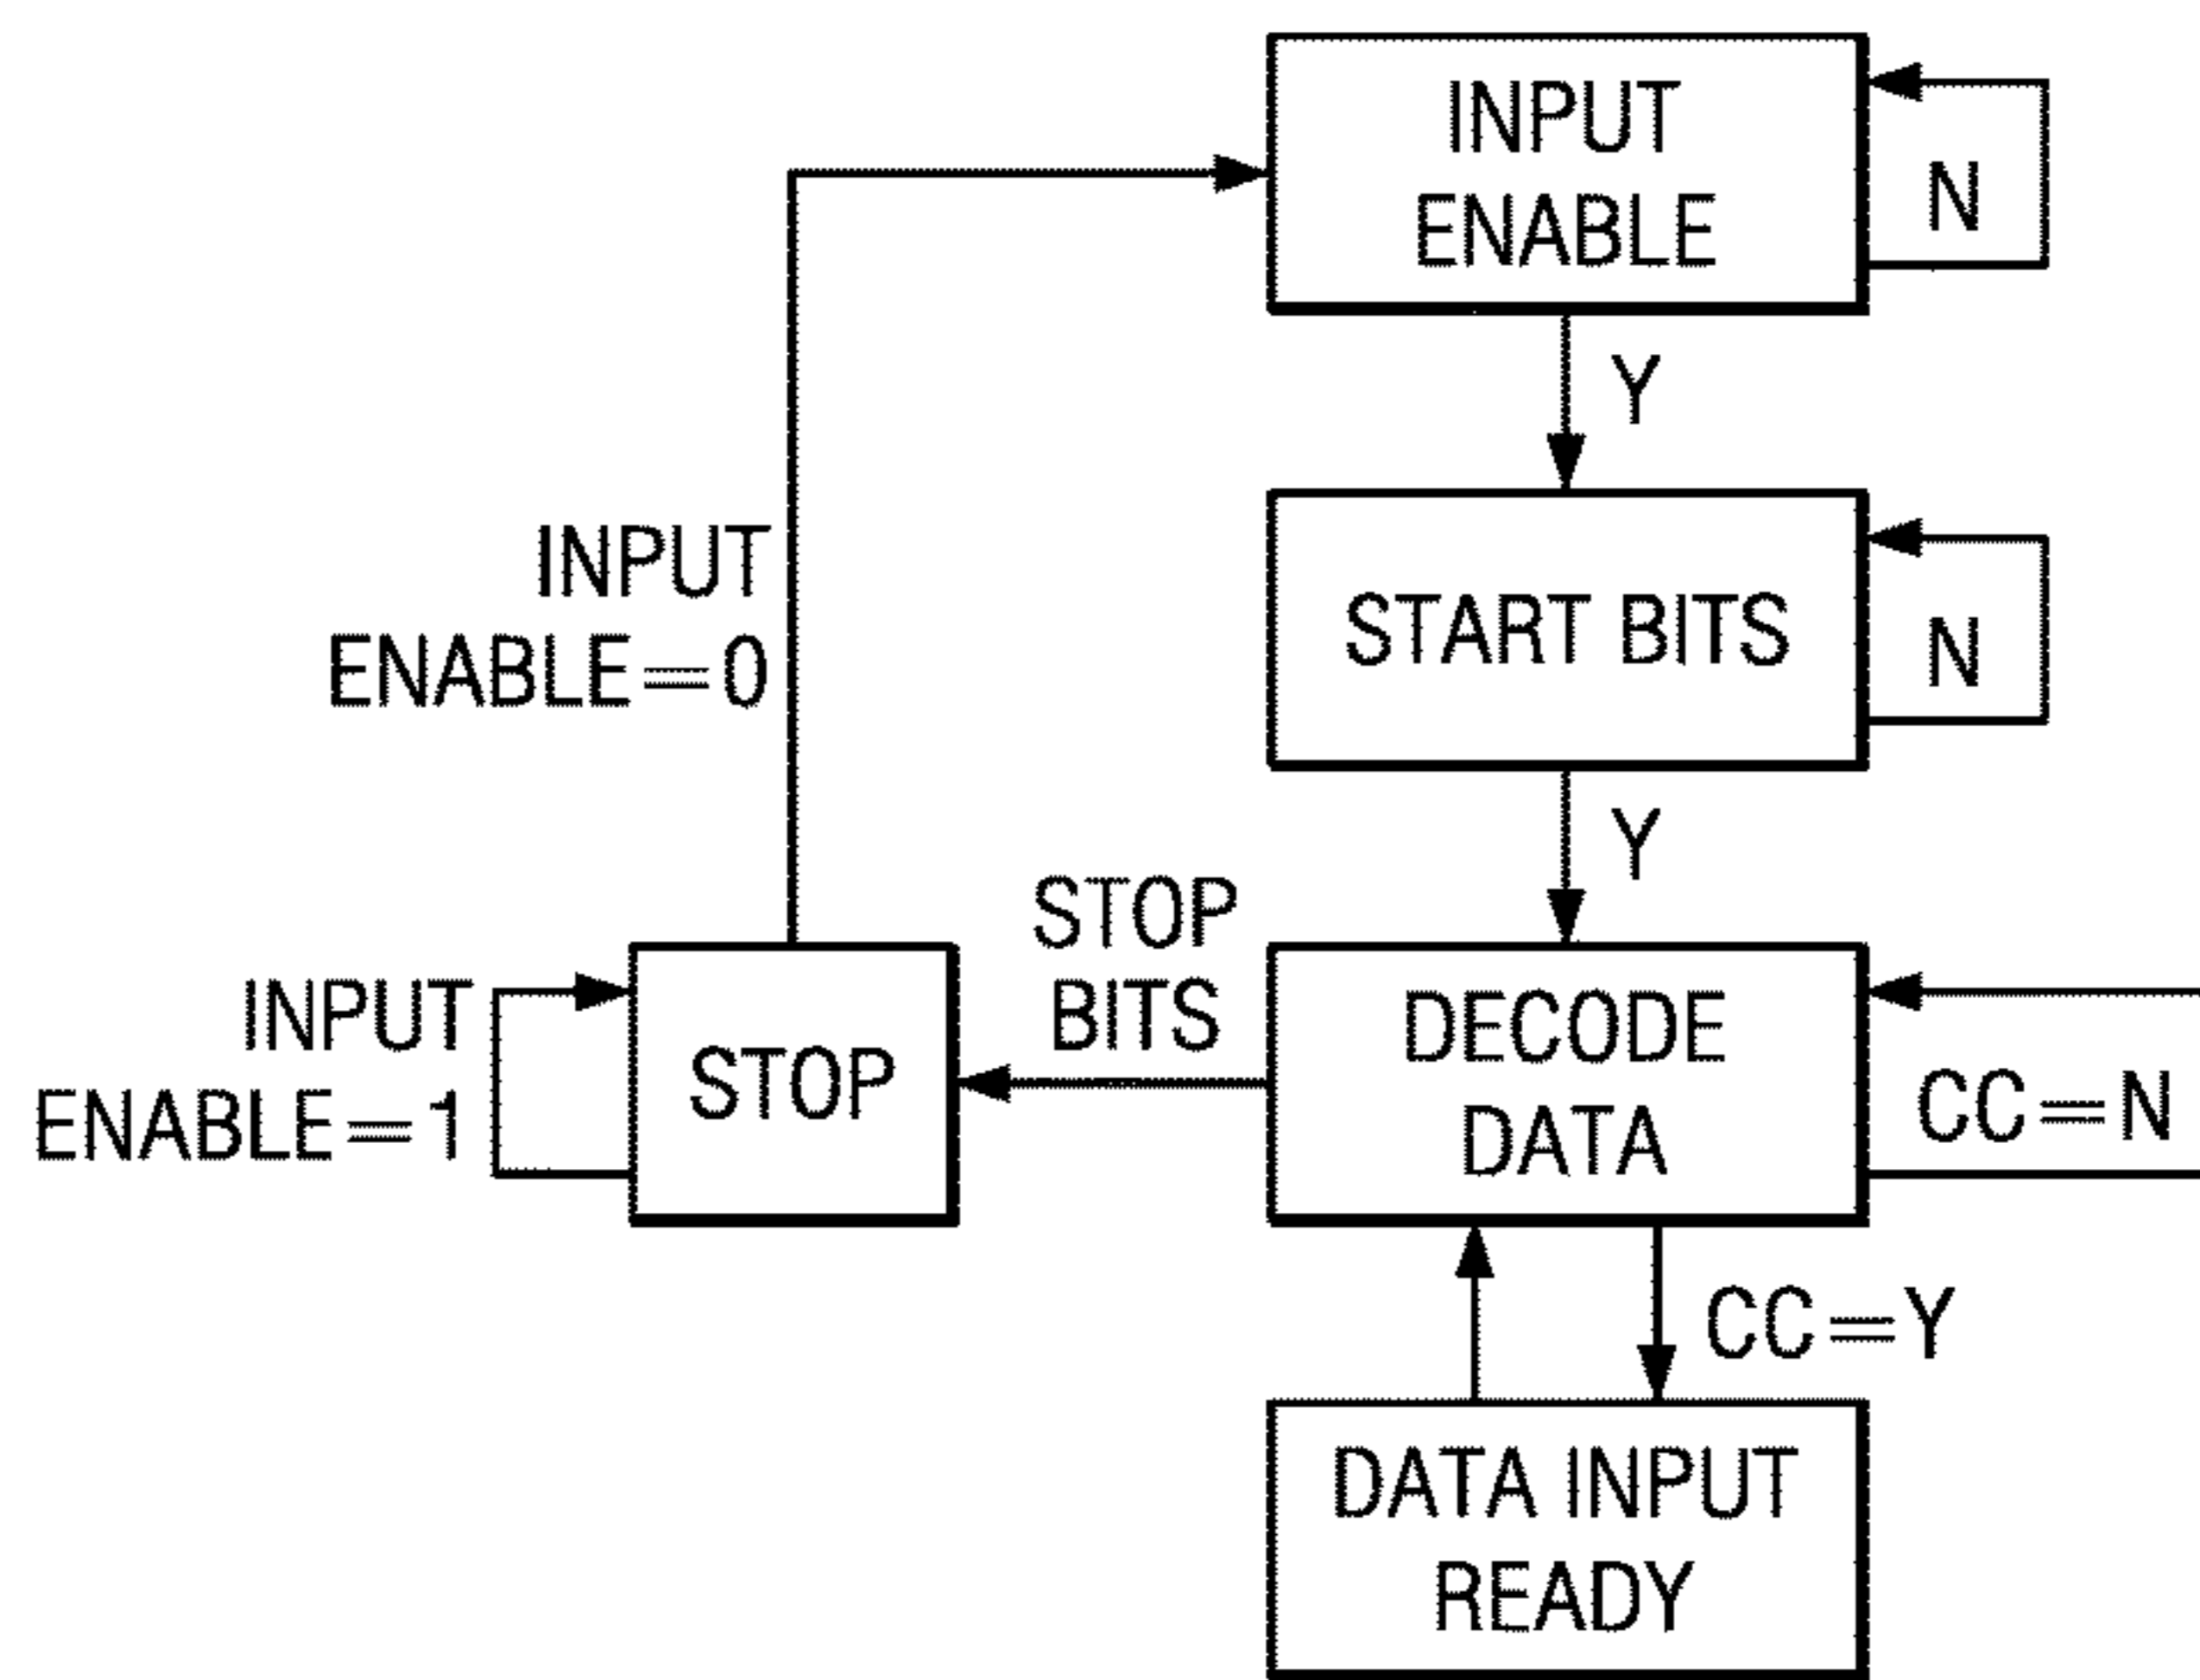 INPUT
ENABLE
N
Y
START BITS
N
INPUT
ENABLE=0
Y
STOP
BITS
DECODE
DATA
CC=N
STOP
INPUT
ENABLE=1
CC=Y
DATA INPUT
READY